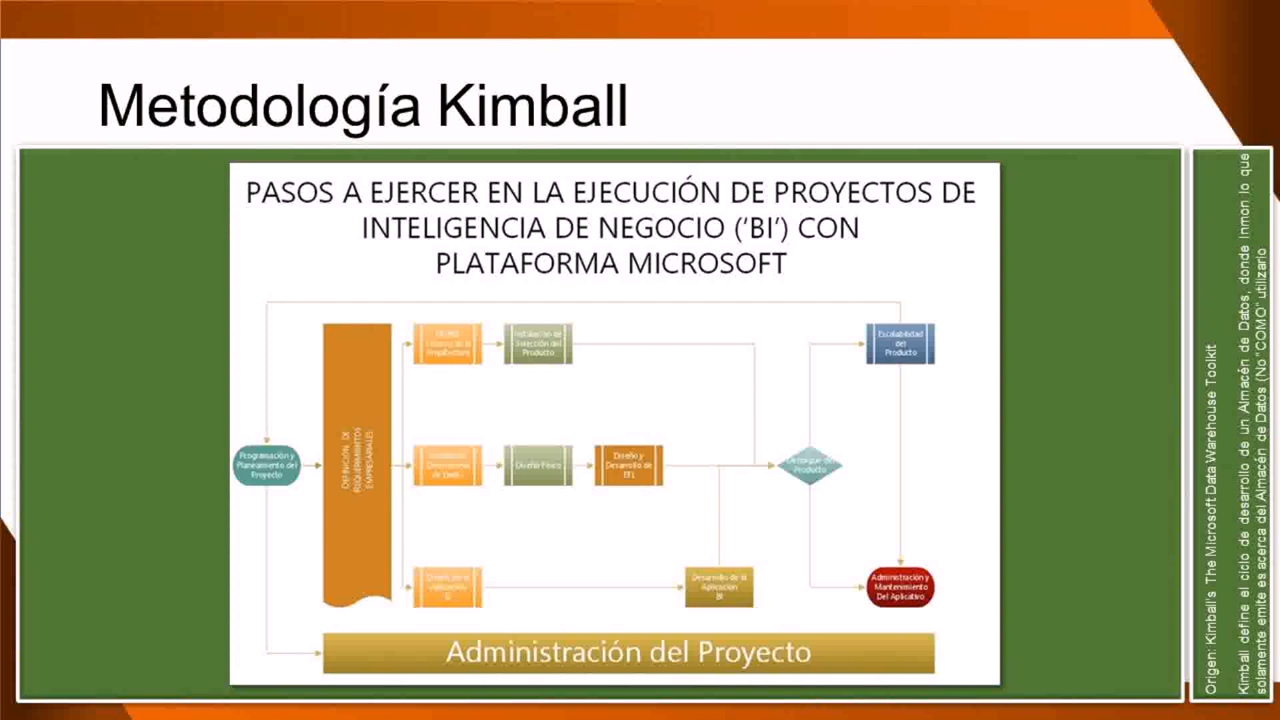 Metodología Kimball
PASOS A EJERCER EN LA EJECUCIÓN DE PROYECTOS DE
INTELIGENCIA DE NEGOCIO ('BI') CON
PLATAFORMA MICROSOFT
Programación y
Planeamiento del
Proyecto
DEFINICIÓN DE
REQUERIMIENTOS
EMPRESARIALES
Arquitectura
Instalación de
Selección del
Producto
Diseño Físico
Diseño y
Desarrollo de
ETL
Desarrollo de la
Aplicación
BI
Producto
Escalabilidad
del
Producto
Administración y
Mantenimiento
Del Aplicativo
Administración del Proyecto
Origen: Kimball's The Microsoft Data Warehouse Toolkit
Kimball define el ciclo de desarrollo de un Almacén de Datos, donde Inmon lo que
solamente emite es acerca del Almacén de Datos (No "COMO" utilizarlo